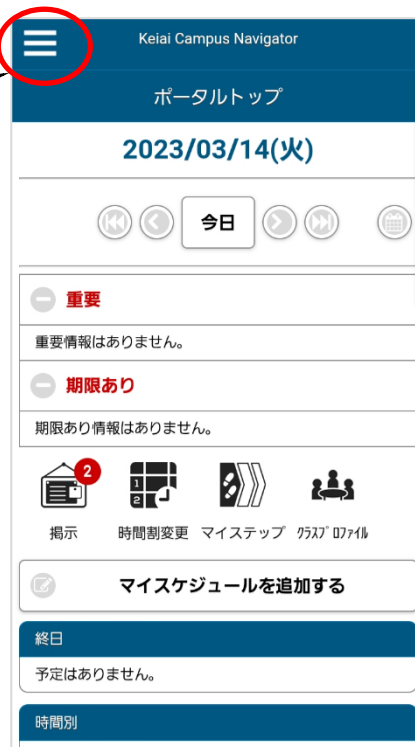 Keiai Campus Navigator
ポータルトップ
2023/03/14(火)
今日
重要
重要情報はありません。
期限あり
期限あり情報はありません。
2
1
2
掲示 時間割変更 マイステップ ｸﾗｽﾌﾟﾛﾌｧｲﾙ
マイスケジュールを追加する
終日
予定はありません。
時間別